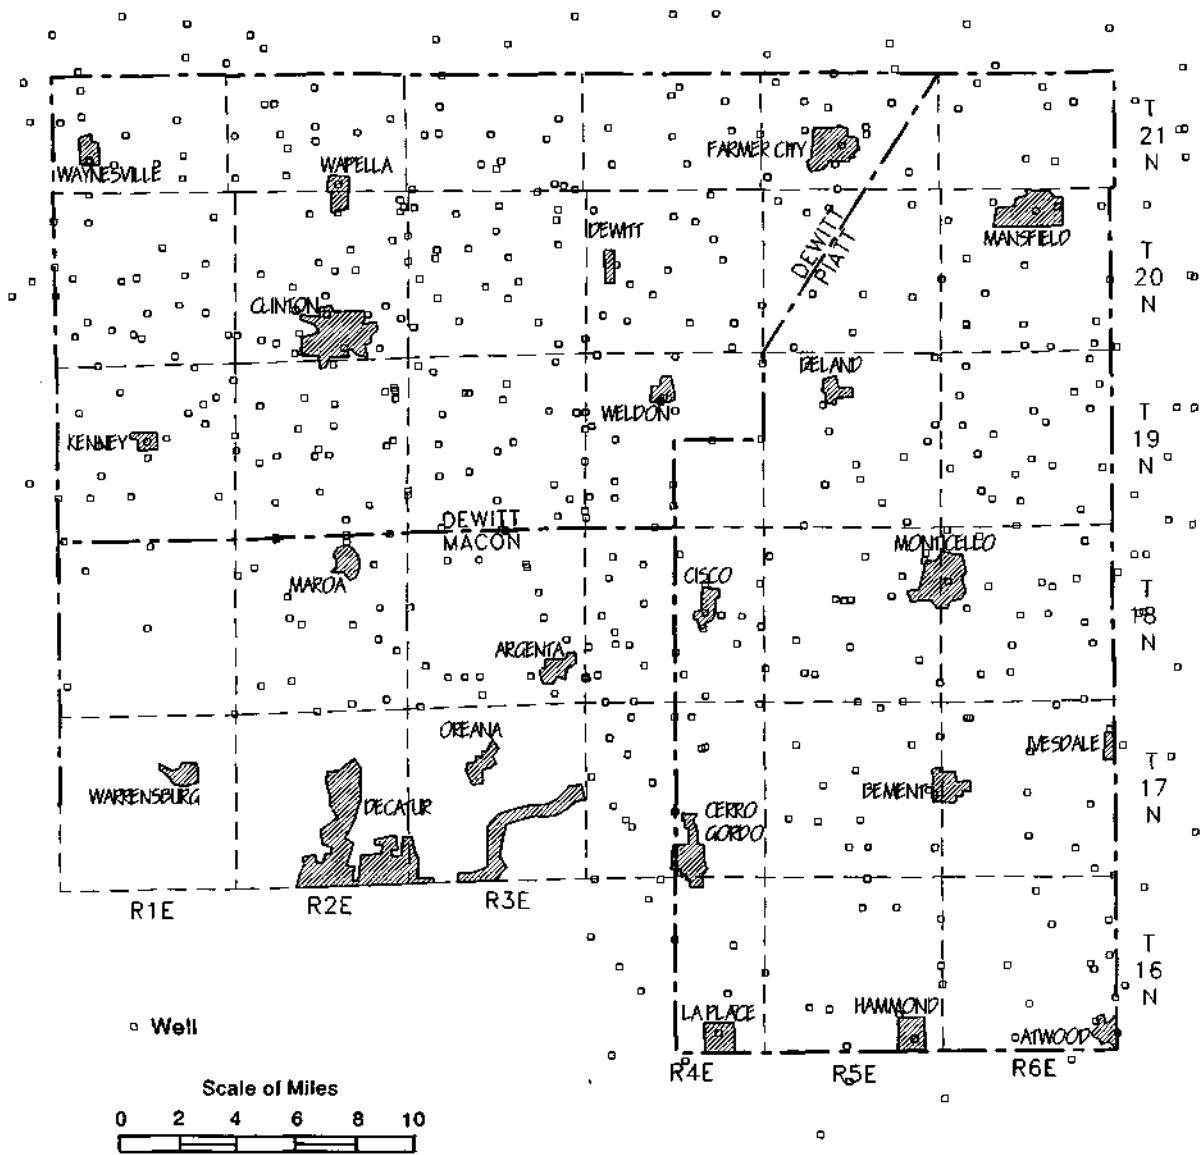 T
21
N
FARMER CITY
WAYNESVILLE
WAPELLA
DEWITT
MANSFIELD
DEWITT
PIATT
T
20
N
CLINTON
DELAND
WELDON
KENNEY
T
19
N
DEWITT
MACON
MONTICELLO
MAROA
CISCO
T
18
N
ARGENTA
OREANA
IVESDALE
WARRENSBURG
DECATUR
BEMENT
T
17
N
CERRO
GORDO
R1E
R2E
R3E
T
16
N
LA PLACE
HAMMOND
ATWOOD
Well
R4E
R5E
R6E
Scale of Miles
0 2 4 6 8 10